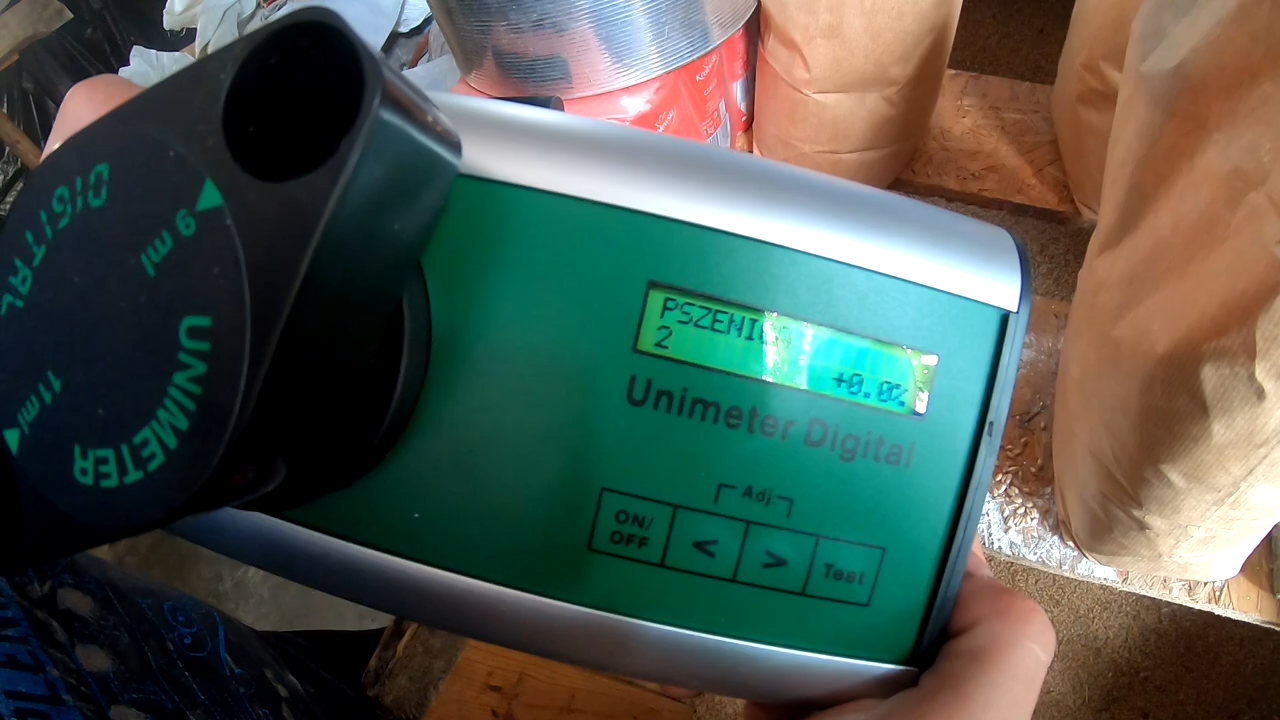 DIGITAL
9 ml
11 ml
UNIMETER
PSZENIC
2 +0.0%
Unimeter Digital
Adj.
ON/
OFF
<
>
Test